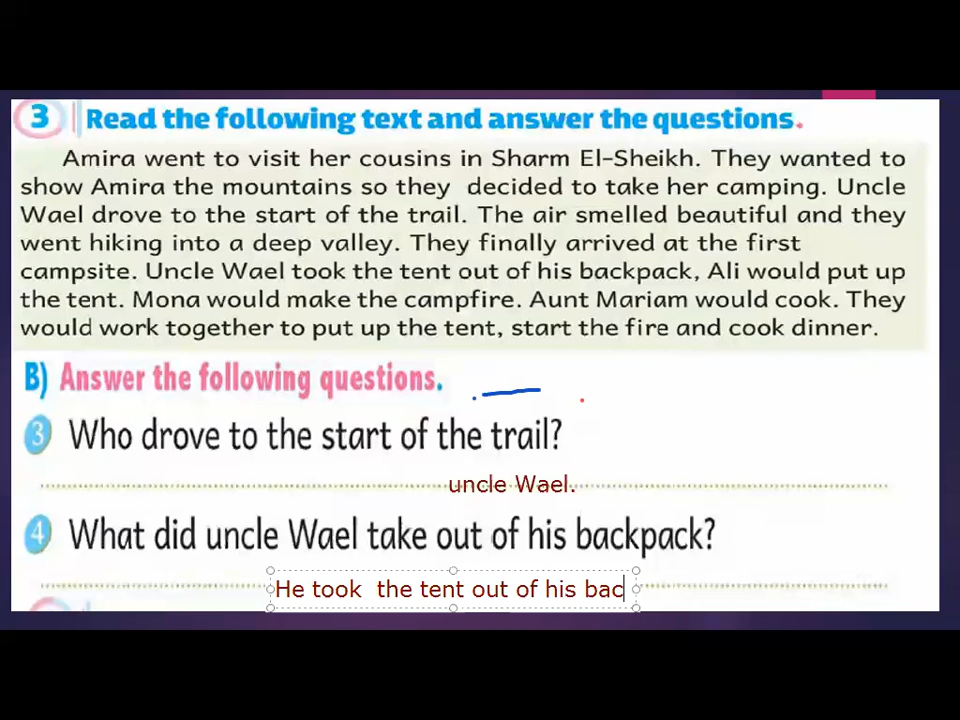 3 Read the following text and answer the questions.
Amira went to visit her cousins in Sharm El-Sheikh. They wanted to
show Amira the mountains so they decided to take her camping. Uncle
Wael drove to the start of the trail. The air smelled beautiful and they
went hiking into a deep valley. They finally arrived at the first
campsite. Uncle Wael took the tent out of his backpack, Ali would put up
the tent. Mona would make the campfire. Aunt Mariam would cook. They
would work together to put up the tent, start the fire and cook dinner.
B) Answer the following questions.
3 Who drove to the start of the trail?
uncle Wael.
4 What did uncle Wael take out of his backpack?
He took the tent out of his bac